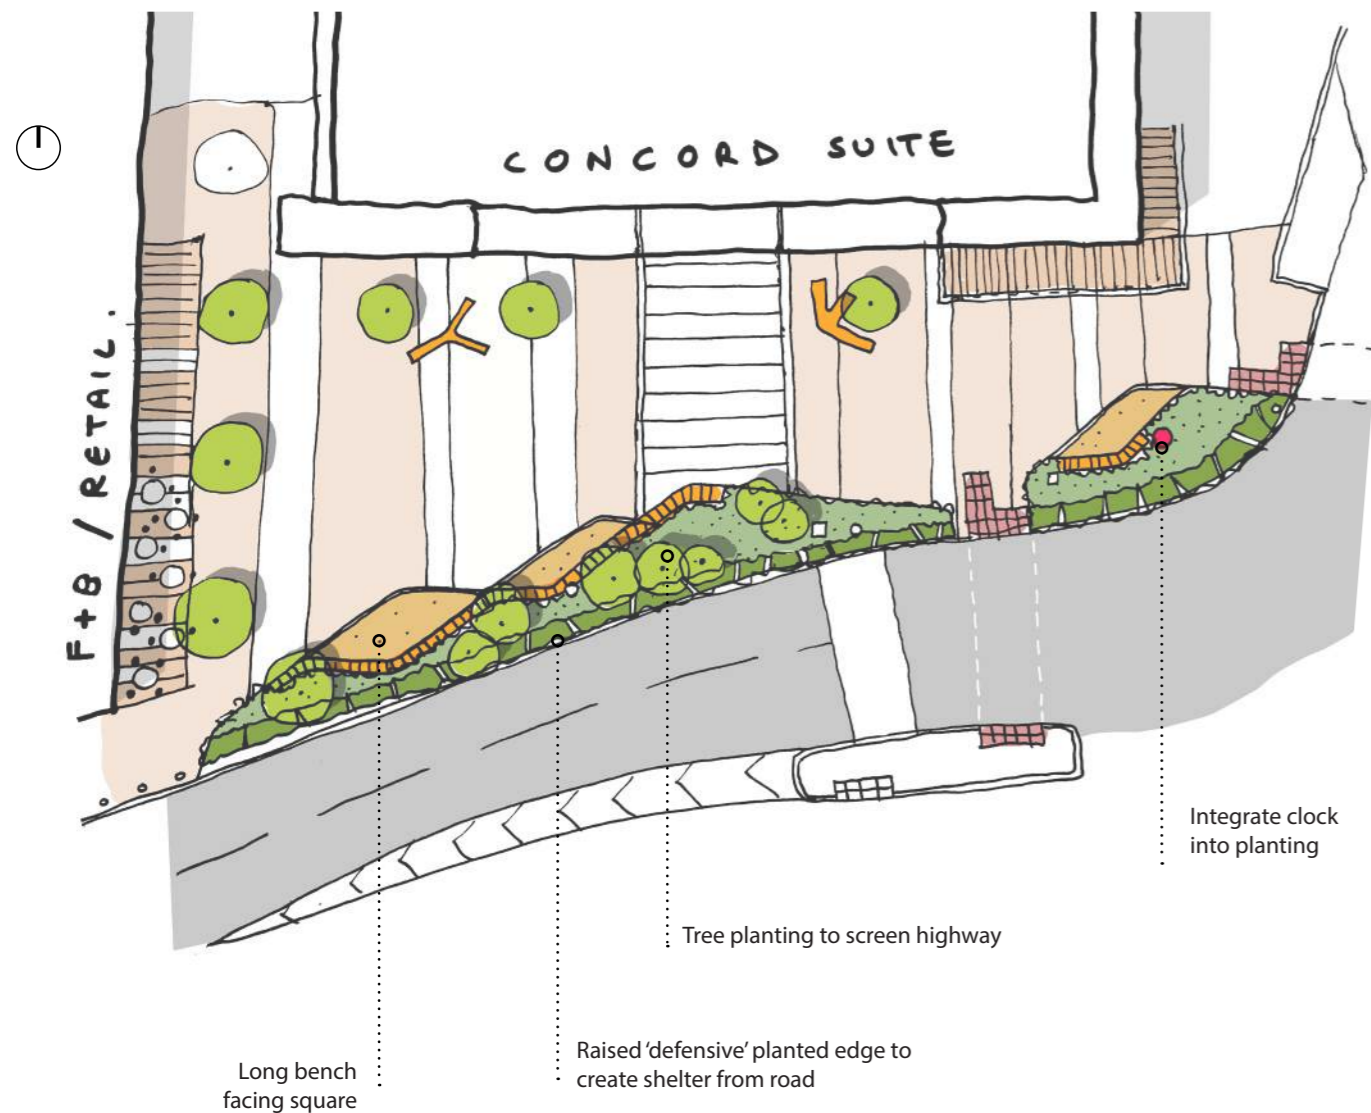 CONCORD SUITE
F+B / RETAIL.
Integrate clock
into planting
Tree planting to screen highway
Raised ‘defensive’ planted edge to
create shelter from road
Long bench
facing square